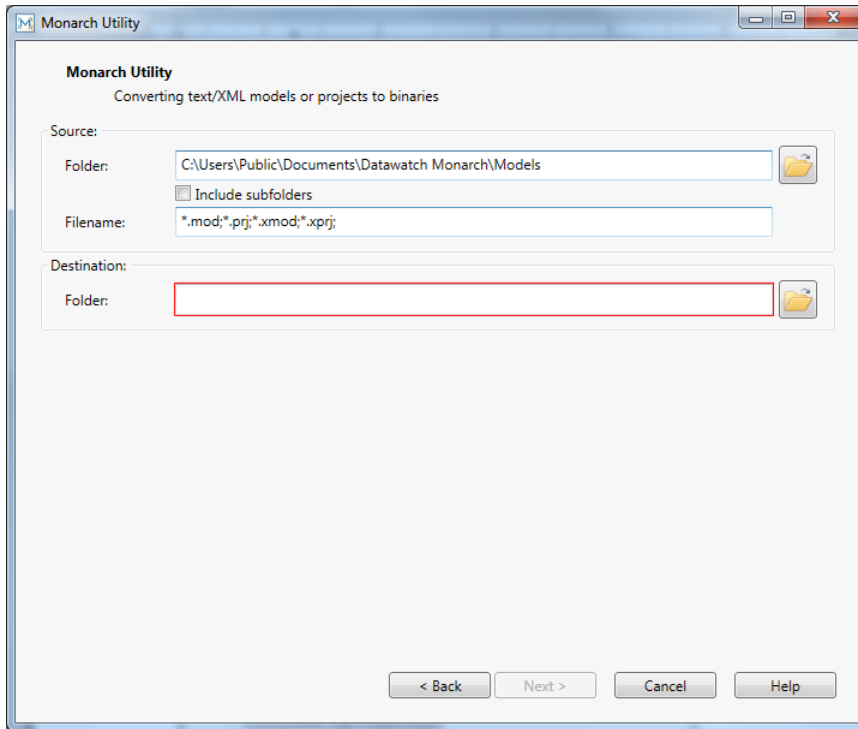 Monarch Utility
Monarch Utility
Converting text/XML models or projects to binaries
Source:
Folder: C:\Users\Public\Documents\Datawatch Monarch\Models
Include subfolders
Filename: *.mod;*.prj;*.xmod;*.xprj;
Destination:
Folder:
< Back Next > Cancel Help